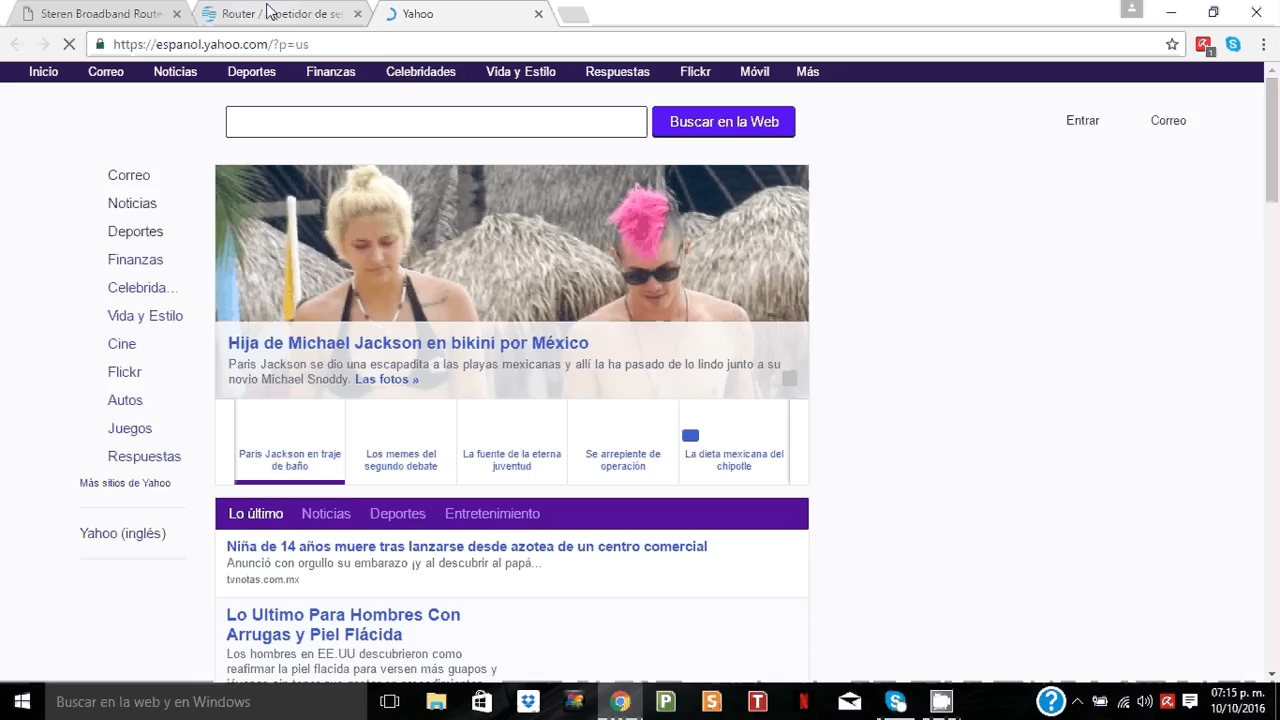 Steren Broadband Route
Router / petidor de se
Yahoo
https://espanol.yahoo.com/?p=us
1
Inicio Correo Noticias Deportes Finanzas Celebridades Vida y Estilo Respuestas Flickr Móvil Más
Buscar en la Web
Entrar Correo
Correo
Noticias
Deportes
Finanzas
Celebrida...
Vida y Estilo
Cine
Flickr
Autos
Juegos
Respuestas
Más sitios de Yahoo
Yahoo (inglés)
Hija de Michael Jackson en bikini por México
Paris Jackson se dio una escapadita a las playas mexicanas y allí la ha pasado de lo lindo junto a su
novio Michael Snoddy. Las fotos »
Paris Jackson en traje
de baño
Los memes del
segundo debate
La fuente de la eterna
juventud
Se arrepiente de
operación
La dieta mexicana del
chipotle
Lo último Noticias Deportes Entretenimiento
Niña de 14 años muere tras lanzarse desde azotea de un centro comercial
Anunció con orgullo su embarazo ¡y al descubrir al papá...
tvnotas.com.mx
Lo Ultimo Para Hombres Con
Arrugas y Piel Flácida
Los hombres en EE.UU descubrieron como
reafirmar la piel flacida para versen más guapos y
Buscar en la web y en Windows
07:15 p. m.
10/10/2016